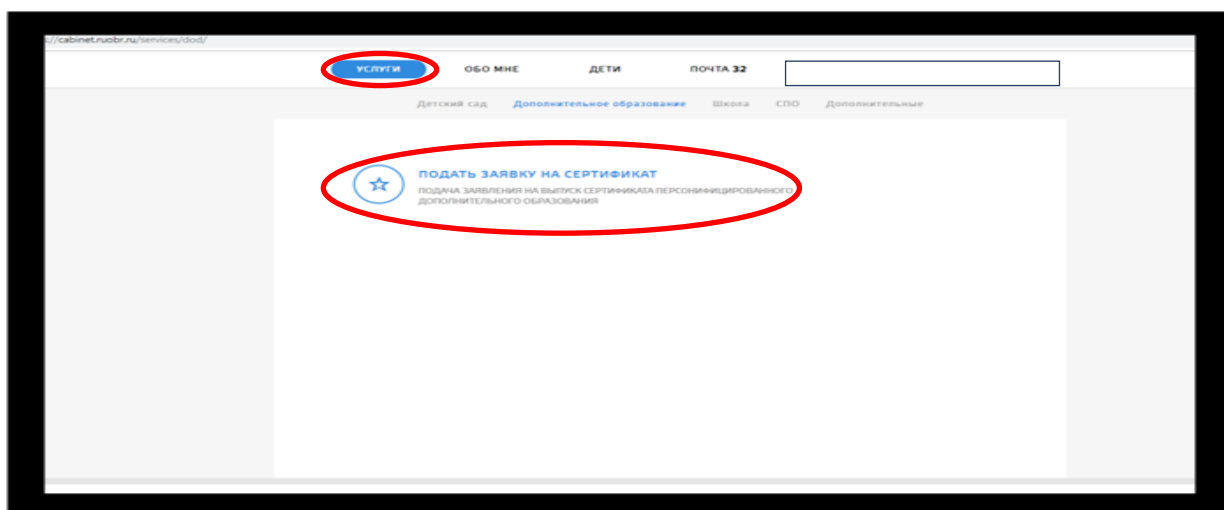 ://cabinet.ruobr.ru/services/dod/
УСЛУГИ ОБО МНЕ ДЕТИ ПОЧТА 32
Детский сад Дополнительное образование Школа СПО Дополнительные
ПОДАТЬ ЗАЯВКУ НА СЕРТИФИКАТ
ПОДАЧА ЗАЯВЛЕНИЯ НА ВЫПУСК СЕРТИФИКАТА ПЕРСОНИФИЦИРОВАННОГО
ДОПОЛНИТЕЛЬНОГО ОБРАЗОВАНИЯ